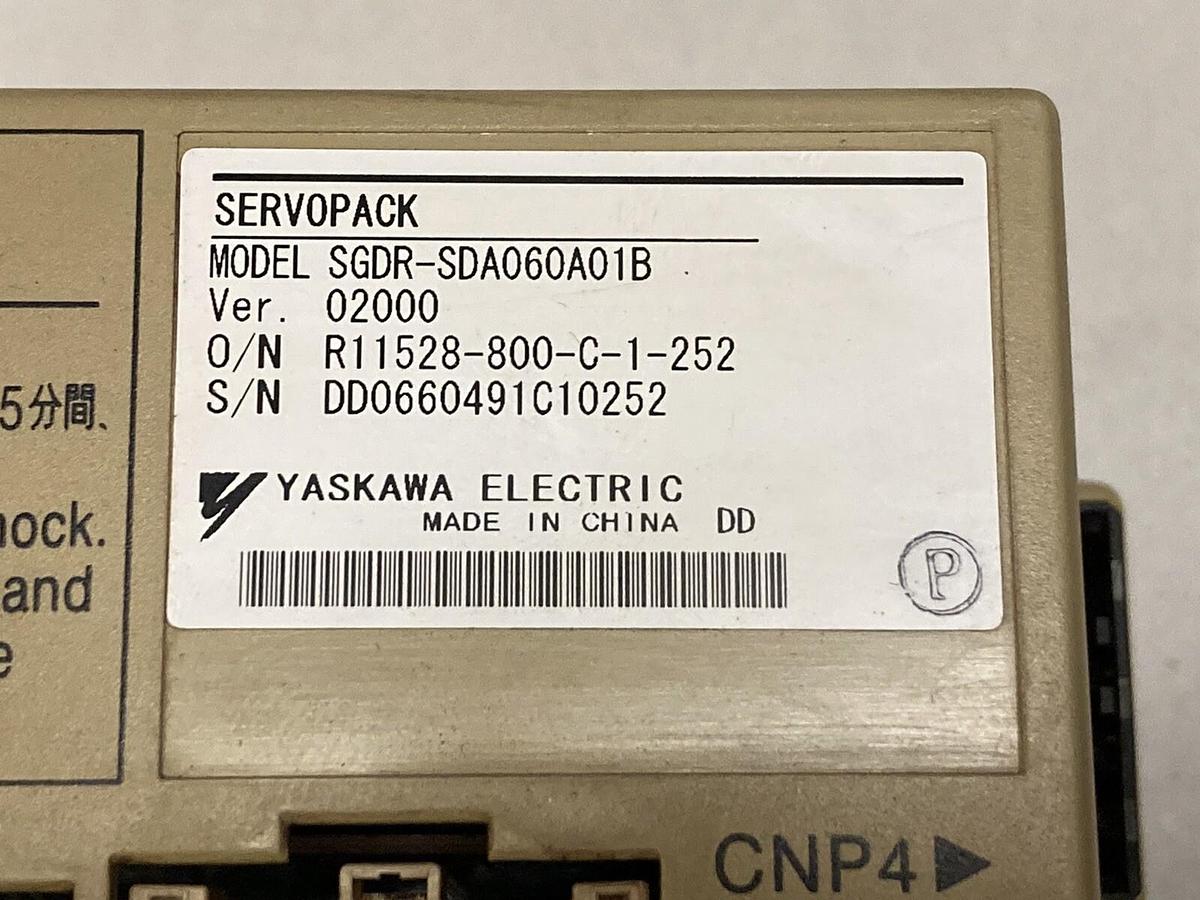 SERVOPACK
MODEL SGDR-SDA060A01B
Ver. 02000
O/N R11528-800-C-1-252
S/N DD0660491C10252
YASKAWA ELECTRIC
MADE IN CHINA DD
P
5分間、
hock.
and
e
CNP4▶